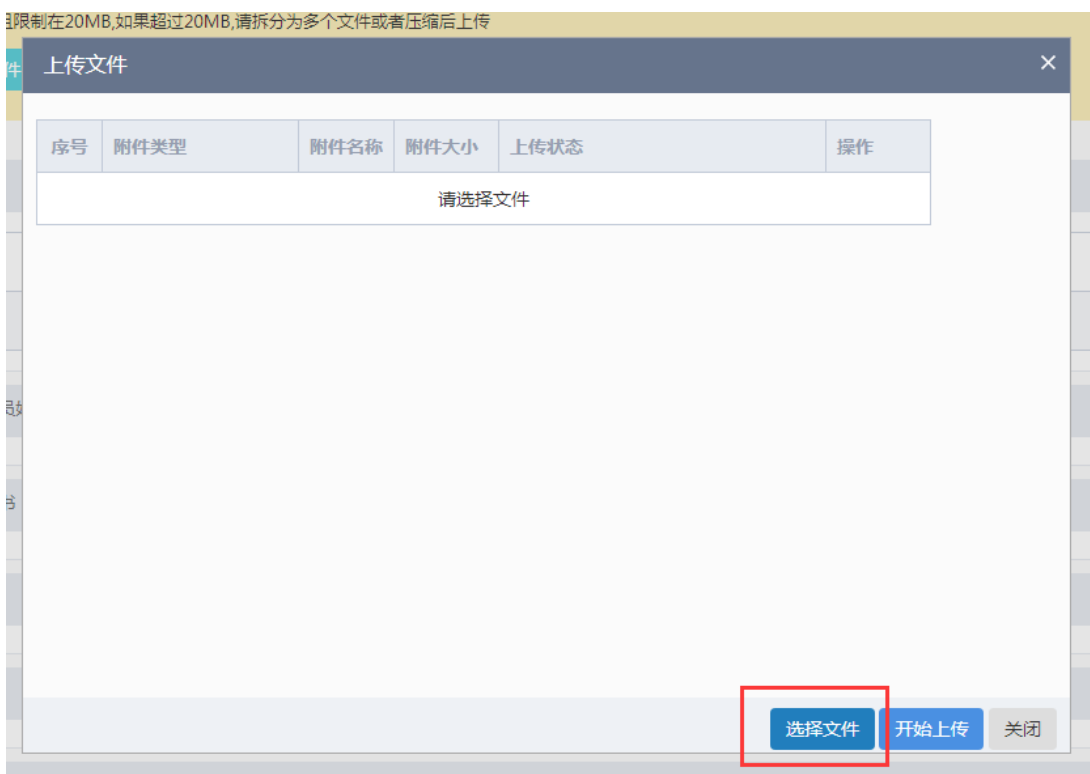 限制在20MB,如果超过20MB,请拆分为多个文件或者压缩后上传
件
上传文件
序号 附件类型 附件名称 附件大小 上传状态 操作
请选择文件
书
选择文件 开始上传 关闭